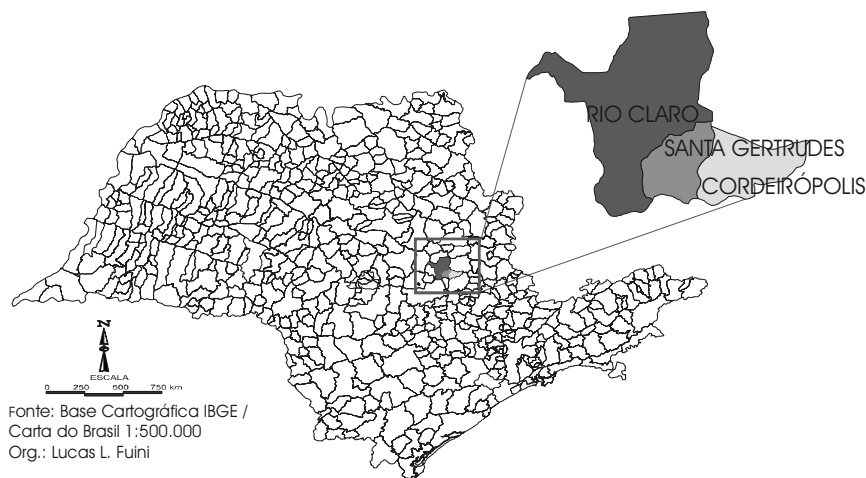 RIO CLARO
SANTA GERTRUDES
CORDEIRÓPOLIS
N
ESCALA
0 250 500 750 km
Fonte: Base Cartográfica IBGE /
Carta do Brasil 1:500.000
Org.: Lucas L. Fuini